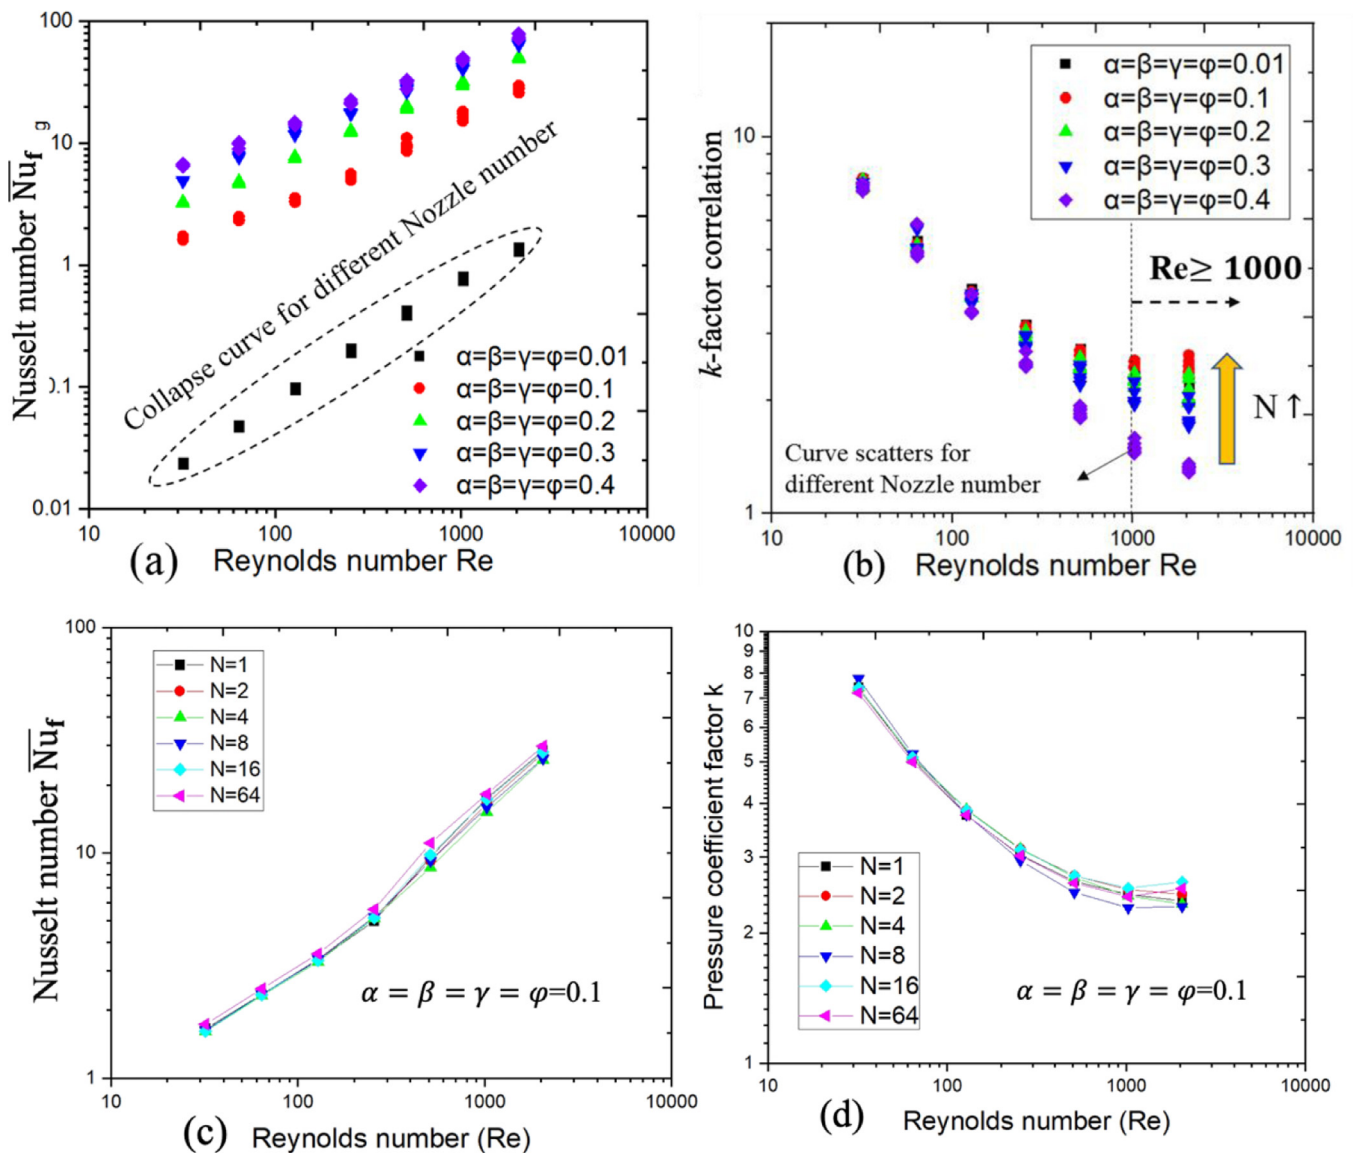 100
10
1
0.1
0.01
Nusselt number N̅u̅f g
Collapse curve for different Nozzle number
α=β=γ=φ=0.01
α=β=γ=φ=0.1
α=β=γ=φ=0.2
α=β=γ=φ=0.3
α=β=γ=φ=0.4
10
100
1000
10000
(a)
Reynolds number Re
10
1
k-factor correlation
α=β=γ=φ=0.01
α=β=γ=φ=0.1
α=β=γ=φ=0.2
α=β=γ=φ=0.3
α=β=γ=φ=0.4
Re≥ 1000
N↑
Curve scatters for
different Nozzle number
10
100
1000
10000
(b)
Reynolds number Re
100
10
1
Nusselt number N̅u̅f
N=1
N=2
N=4
N=8
N=16
N=64
α = β = γ = φ=0.1
10
100
1000
10000
(c)
Reynolds number (Re)
10
9
8
7
6
5
4
3
2
1
Pressure coefficient factor k
N=1
N=2
N=4
N=8
N=16
N=64
α = β = γ = φ=0.1
10
100
1000
10000
(d)
Reynolds number (Re)